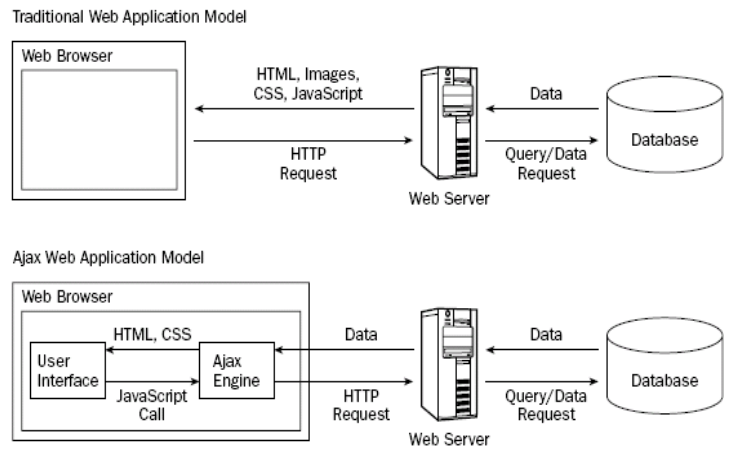 Traditional Web Application Model
Web Browser
HTML, Images,
CSS, JavaScript
HTTP
Request
Web Server
Data
Query/Data
Request
Database
Ajax Web Application Model
Web Browser
User
Interface
HTML, CSS
JavaScript
Call
Ajax
Engine
Data
HTTP
Request
Web Server
Data
Query/Data
Request
Database